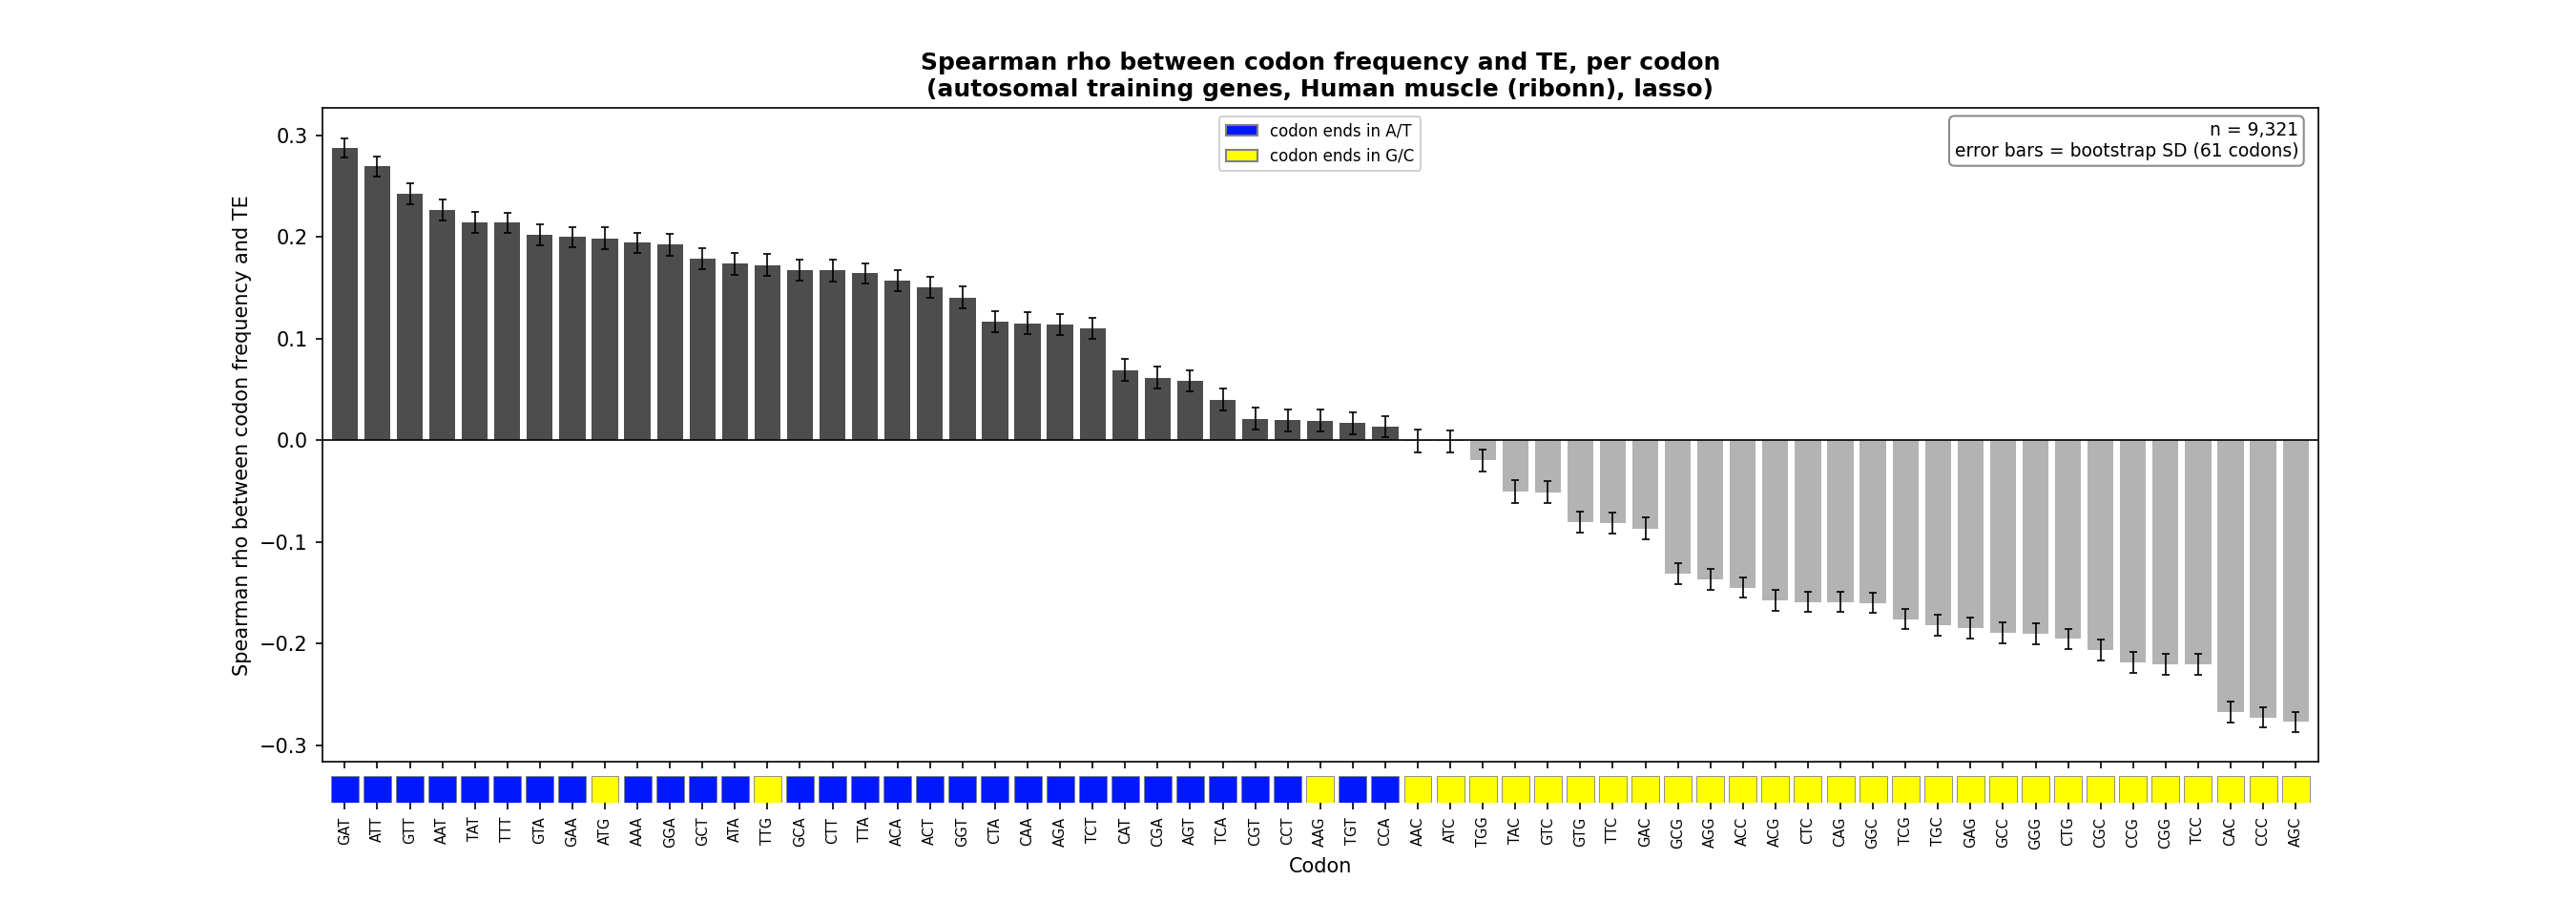 Spearman rho between codon frequency and TE, per codon
(autosomal training genes, Human muscle (ribonn), lasso)
codon ends in A/T
codon ends in G/C
n = 9,321
error bars = bootstrap SD (61 codons)
Spearman rho between codon frequency and TE
0.3
0.2
0.1
0.0
−0.1
−0.2
−0.3
GAT ATT GTT AAT TAT TTT GTA GAA ATG AAA GGA GCT ATA TTG GCA CTT TTA ACA ACT GGT CTA CAA AGA TCT CAT CGA AGT TCA CGT CCT AAG TGT CCA AAC ATC TGG TAC GTC GTG TTC GAC GCG AGG ACC ACG CTC CAG GGC TCG TGC GAG GCC GGG CTG CGC CCG CGG TCC CAC CCC AGC
Codon